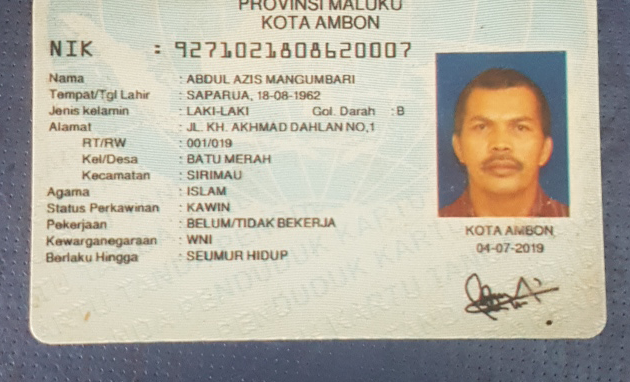 PROVINSI MALUKU
KOTA AMBON
NIK : 9271021808620007
Nama : ABDUL AZIS MANGUMBARI
Tempat/Tgl Lahir : SAPARUA, 18-08-1962
Jenis kelamin : LAKI-LAKI Gol. Darah : B
Alamat : JL. KH. AKHMAD DAHLAN NO,1
RT/RW : 001/019
Kel/Desa : BATU MERAH
Kecamatan : SIRIMAU
Agama : ISLAM
Status Perkawinan : KAWIN
Pekerjaan : BELUM/TIDAK BEKERJA
Kewarganegaraan : WNI
Berlaku Hingga : SEUMUR HIDUP
KOTA AMBON
04-07-2019